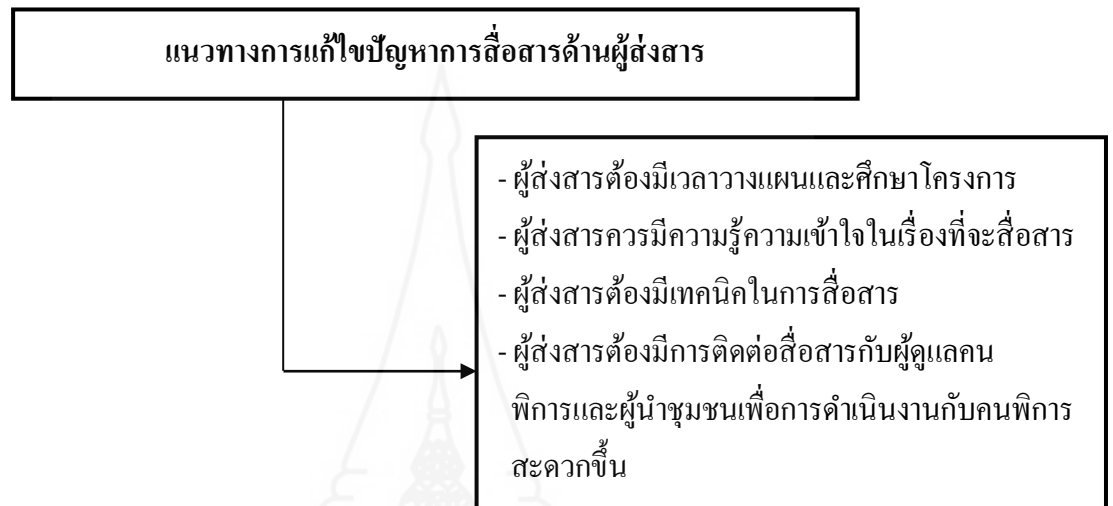 แนวทางการแก้ไขปัญหาการสื่อสารด้านผู้ส่งสาร
- ผู้ส่งสารต้องมีเวลาวางแผนและศึกษาโครงการ
- ผู้ส่งสารควรมีความรู้ความเข้าใจในเรื่องที่จะสื่อสาร
- ผู้ส่งสารต้องมีเทคนิคในการสื่อสาร
- ผู้ส่งสารต้องมีการติดต่อสื่อสารกับผู้ดูแลคน
พิการและผู้นำชุมชนเพื่อการดำเนินงานกับคนพิการ
สะดวกขึ้น